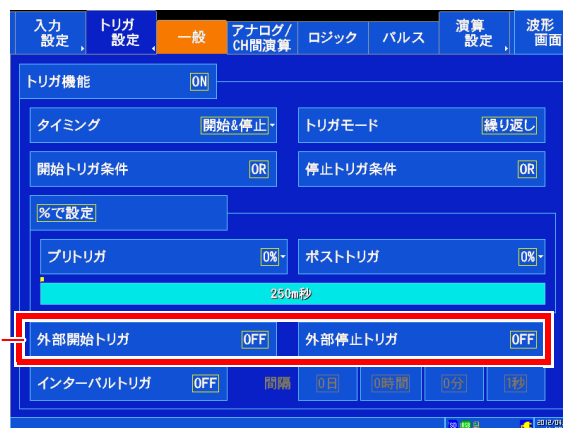 入力設定 トリガ設定 一般 アナログ/CH間演算 ロジック パルス 演算設定 波形画面
トリガ機能 ON
タイミング 開始&停止 トリガモード 繰り返し
開始トリガ条件 OR 停止トリガ条件 OR
%で設定
プリトリガ 0% ポストトリガ 0%
250m秒
外部開始トリガ OFF 外部停止トリガ OFF
インターバルトリガ OFF 間隔 0日 0時間 0分 1秒
SD